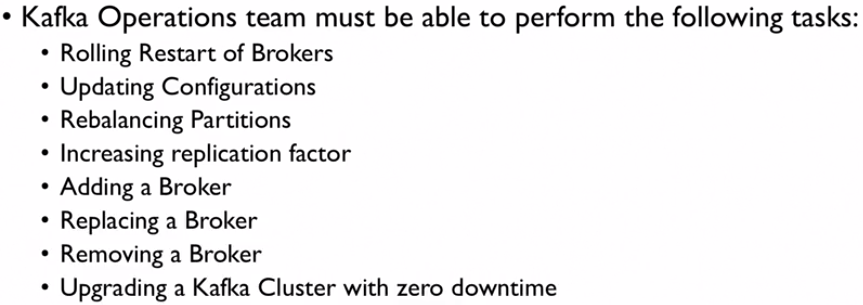 • Kafka Operations team must be able to perform the following tasks:
• Rolling Restart of Brokers
• Updating Configurations
• Rebalancing Partitions
• Increasing replication factor
• Adding a Broker
• Replacing a Broker
• Removing a Broker
• Upgrading a Kafka Cluster with zero downtime